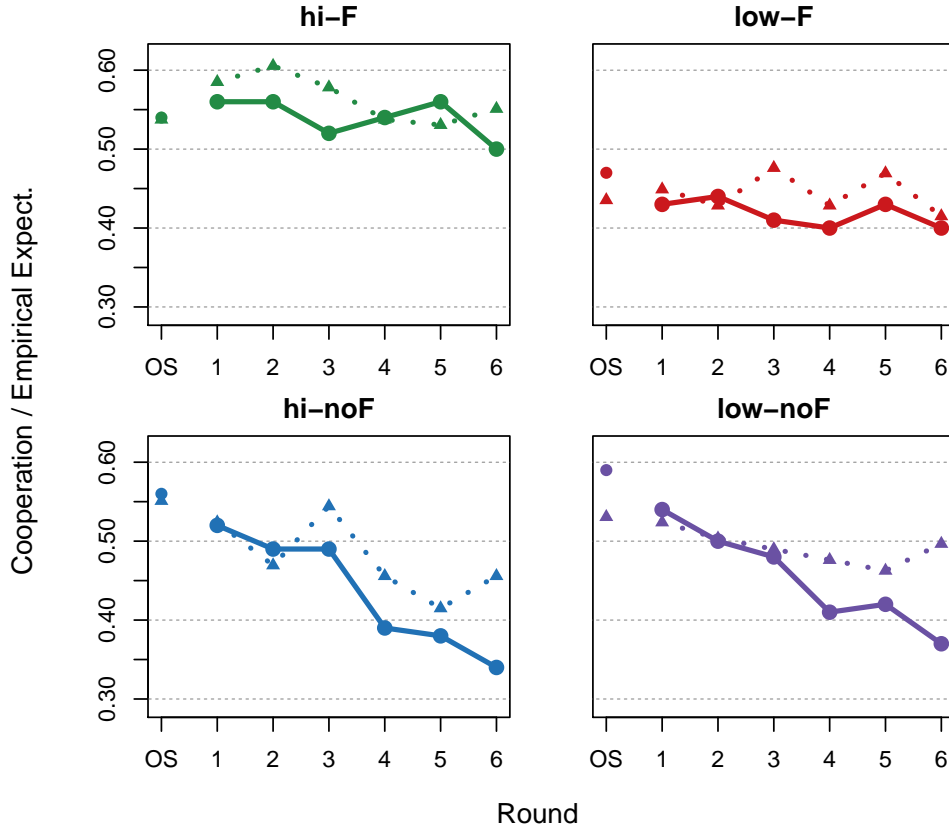 hi−F
low−F
0.60
0.50
0.40
0.30
OS 1 2 3 4 5 6
OS 1 2 3 4 5 6
hi−noF
low−noF
0.60
0.50
0.40
0.30
OS 1 2 3 4 5 6
OS 1 2 3 4 5 6
Cooperation / Empirical Expect.
Round